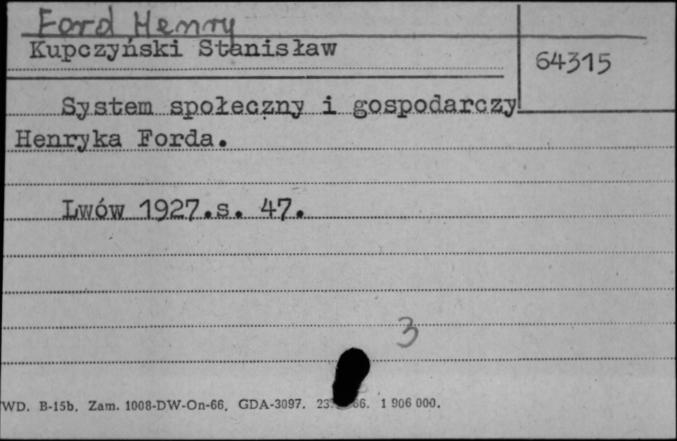 Ford Henry
Kupczyński Stanisław
64315
System społeczny i gospodarczy
Henryka Forda.
Lwów 1927.s. 47.
3
WD. B-15b. Zam. 1008-DW-On-66, GDA-3097. 66. 1 906 000.